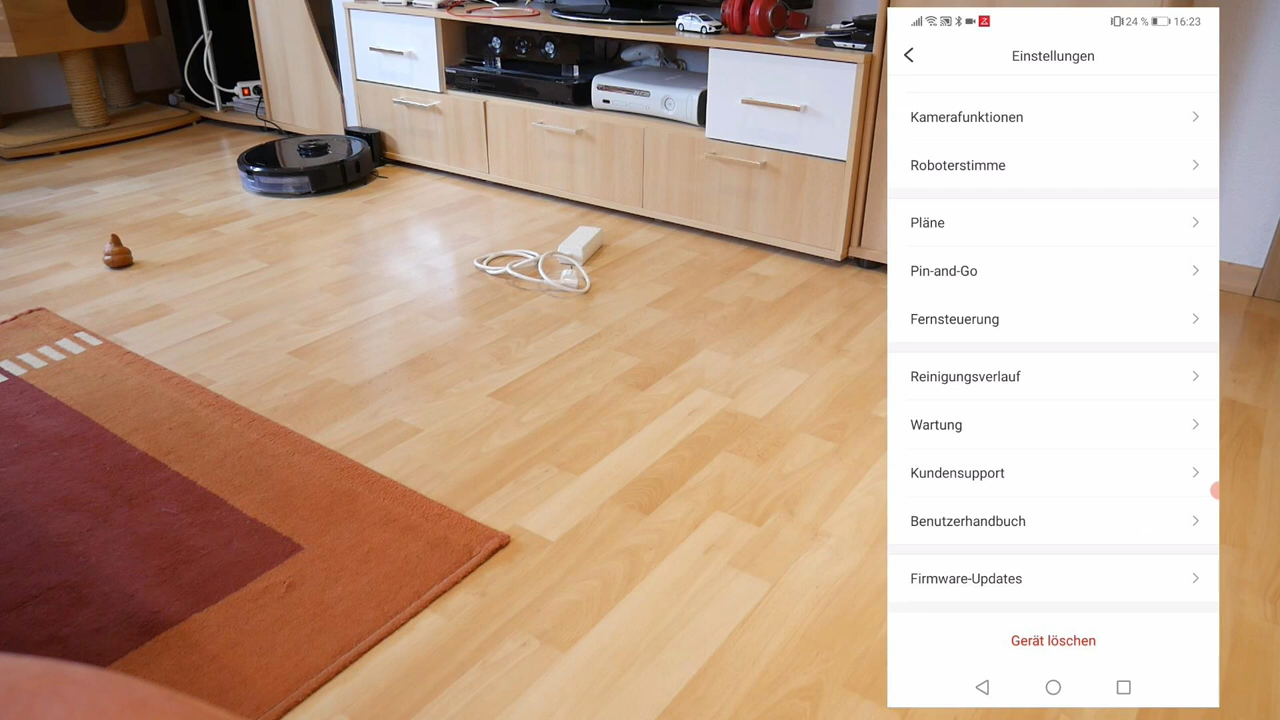 24 % 16:23
Einstellungen
Kamerafunktionen
Roboterstimme
Pläne
Pin-and-Go
Fernsteuerung
Reinigungsverlauf
Wartung
Kundensupport
Benutzerhandbuch
Firmware-Updates
Gerät löschen